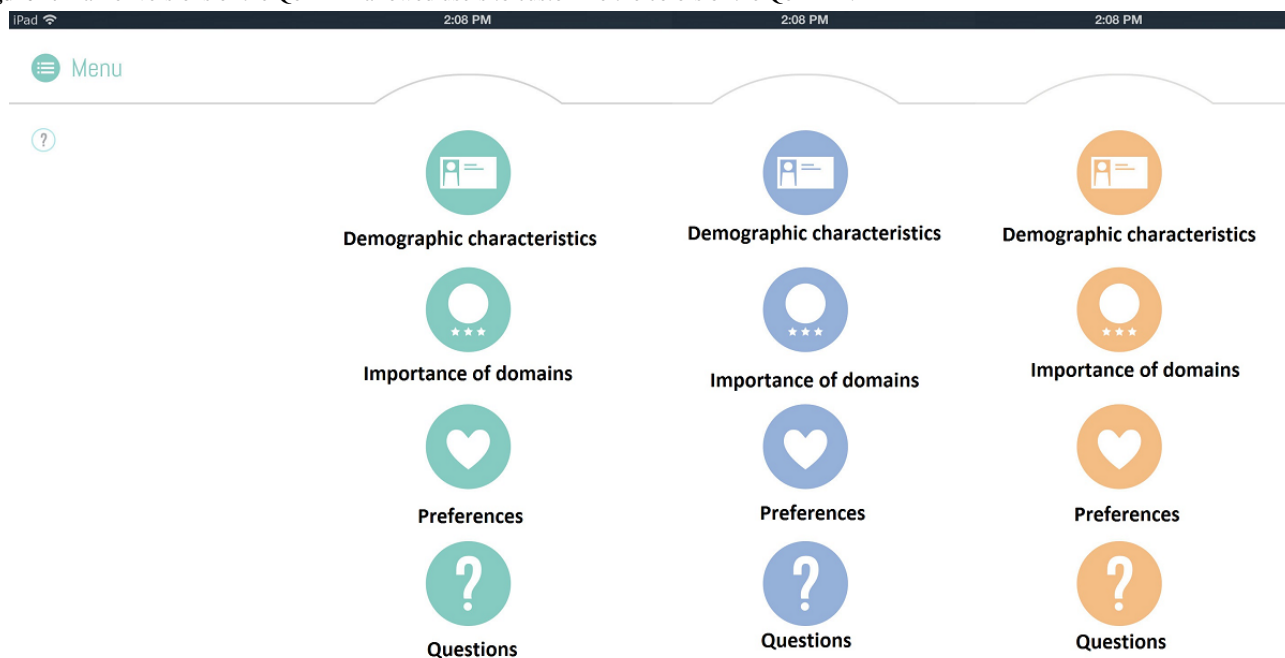 iPad 2:08 PM 2:08 PM 2:08 PM
Menu
?
Demographic characteristics Demographic characteristics Demographic characteristics
Importance of domains Importance of domains Importance of domains
Preferences Preferences Preferences
? ? ?
Questions Questions Questions